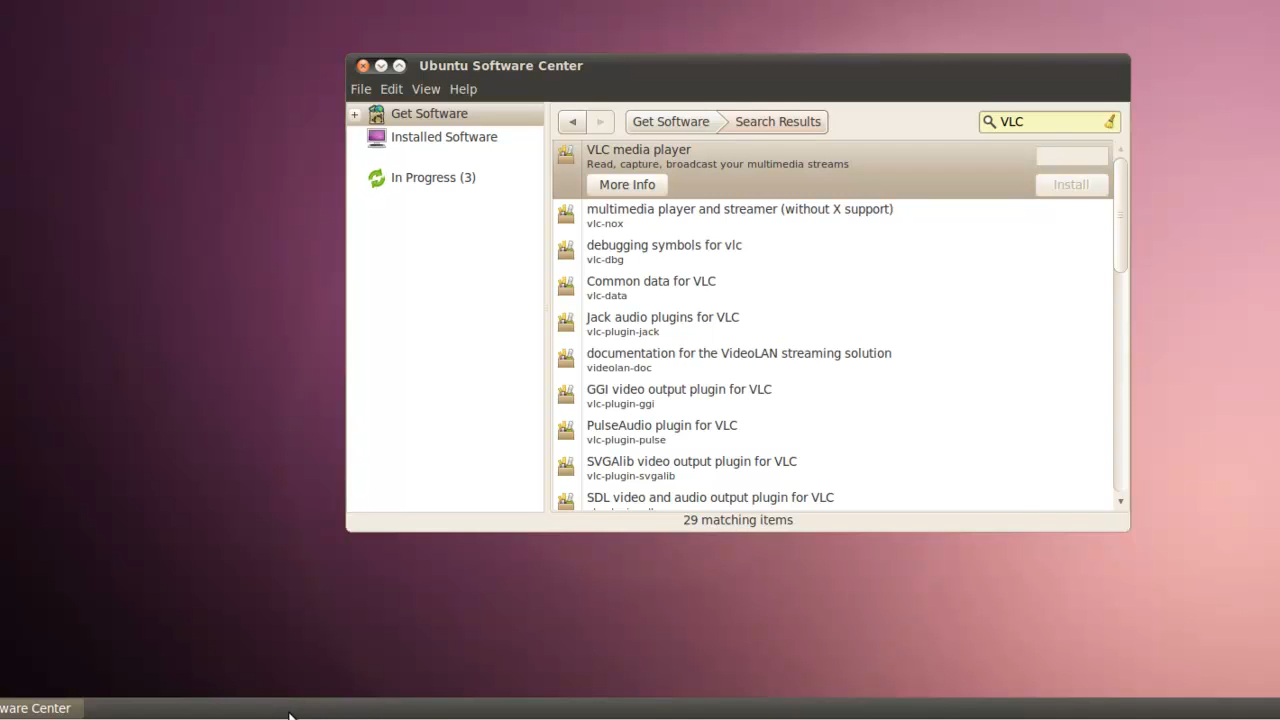 Ubuntu Software Center
File Edit View Help
Get Software
Installed Software
In Progress (3)
Get Software Search Results VLC
VLC media player
Read, capture, broadcast your multimedia streams
More Info Install
multimedia player and streamer (without X support)
vlc-nox
debugging symbols for vlc
vlc-dbg
Common data for VLC
vlc-data
Jack audio plugins for VLC
vlc-plugin-jack
documentation for the VideoLAN streaming solution
videolan-doc
GGI video output plugin for VLC
vlc-plugin-ggi
PulseAudio plugin for VLC
vlc-plugin-pulse
SVGAlib video output plugin for VLC
vlc-plugin-svgalib
SDL video and audio output plugin for VLC
29 matching items
ware Center